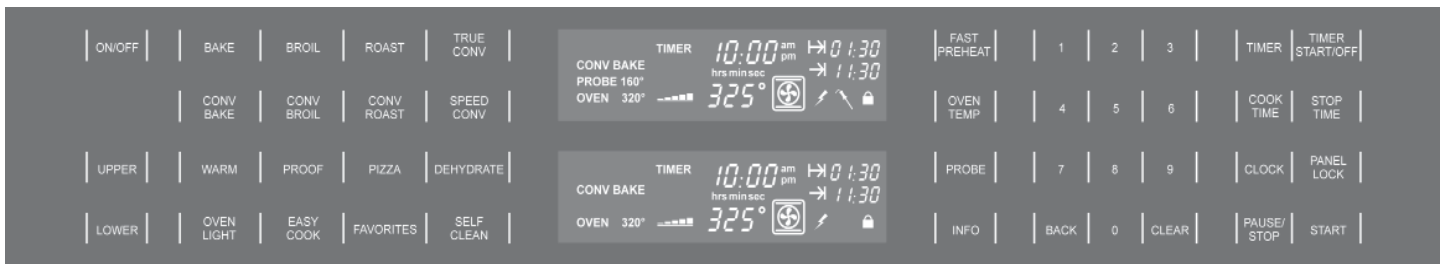 ON/OFF
BAKE
BROIL
ROAST
TRUE
CONV
CONV
BAKE
CONV
BROIL
CONV
ROAST
SPEED
CONV
UPPER
WARM
PROOF
PIZZA
DEHYDRATE
LOWER
OVEN
LIGHT
EASY
COOK
FAVORITES
SELF
CLEAN
TIMER
10:00 am
pm
01:30
CONV BAKE
hrs min sec
11:30
PROBE 160°
OVEN 320°
325°
TIMER
10:00 am
pm
01:30
CONV BAKE
hrs min sec
11:30
OVEN 320°
325°
FAST
PREHEAT
1
2
3
TIMER
TIMER
START/OFF
OVEN
TEMP
4
5
6
COOK
TIME
STOP
TIME
PROBE
7
8
9
CLOCK
PANEL
LOCK
INFO
BACK
0
CLEAR
PAUSE/
STOP
START